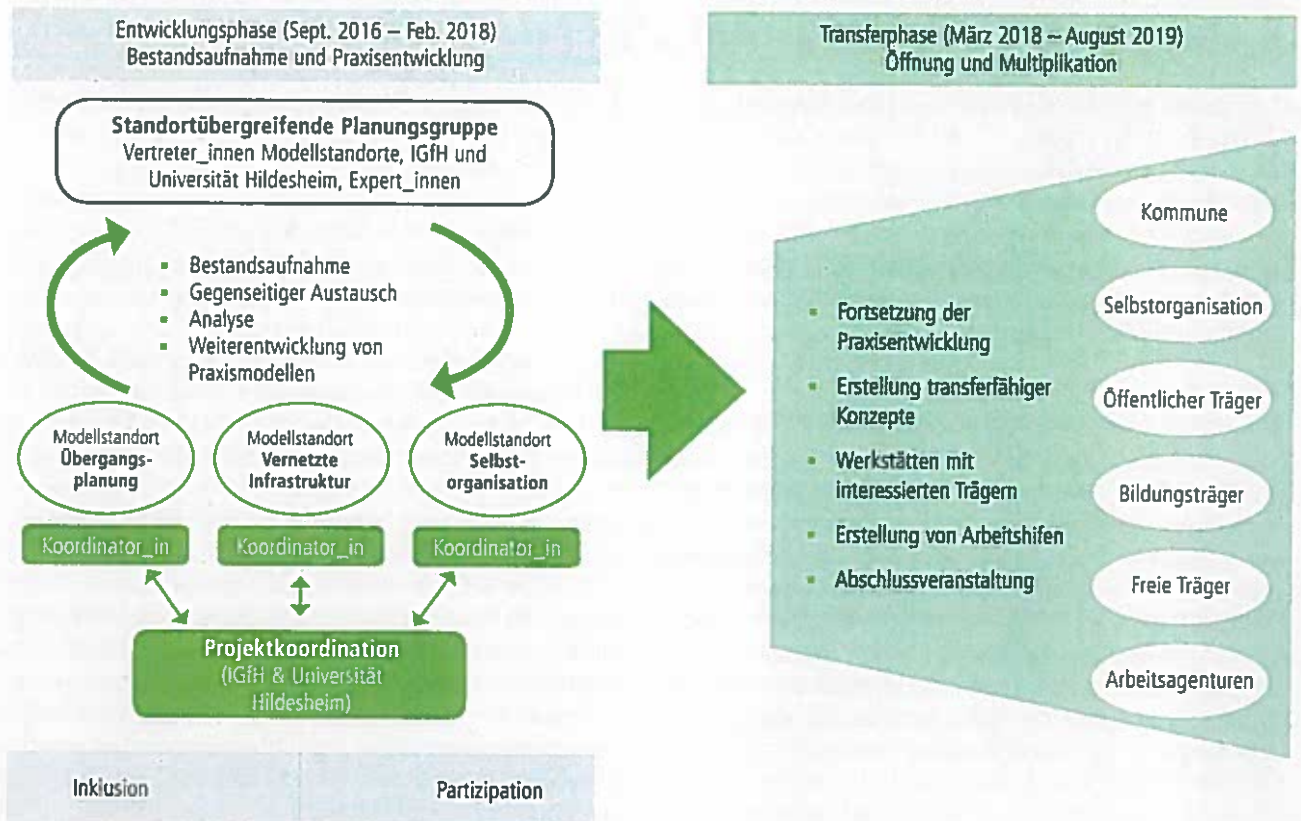 Entwicklungsphase (Sept. 2016 – Feb. 2018)
Bestandsaufnahme und Praxisentwicklung
Standortübergreifende Planungsgruppe
Vertreter_innen Modellstandorte, IGfH und
Universität Hildesheim, Expert_innen
▪ Bestandsaufnahme
▪ Gegenseitiger Austausch
▪ Analyse
▪ Weiterentwicklung von
Praxismodellen
Modellstandort
Übergangs-
planung
Modellstandort
Vernetzte
Infrastruktur
Modellstandort
Selbst-
organisation
Koordinator_in
Koordinator_in
Koordinator_in
Projektkoordination
(IGfH & Universität
Hildesheim)
Inklusion
Partizipation
Transferphase (März 2018 – August 2019)
Öffnung und Multiplikation
▪ Fortsetzung der
Praxisentwicklung
▪ Erstellung transferfähiger
Konzepte
▪ Werkstätten mit
interessierten Trägern
▪ Erstellung von Arbeitshifen
▪ Abschlussveranstaltung
Kommune
Selbstorganisation
Öffentlicher Träger
Bildungsträger
Freie Träger
Arbeitsagenturen